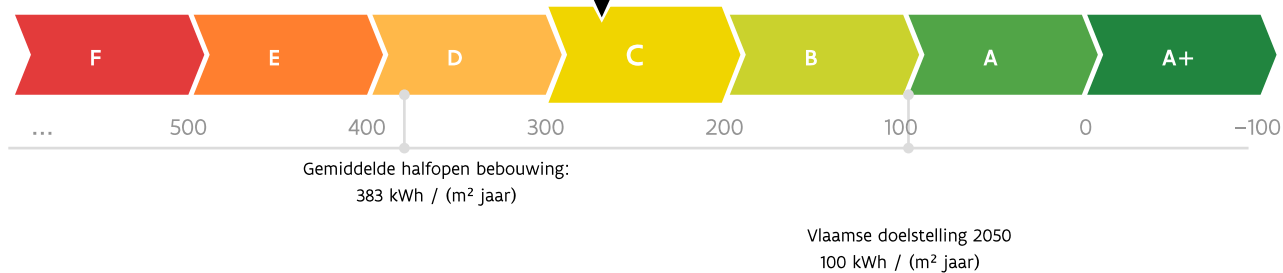 F E D C B A A+
... 500 400 300 200 100 0 −100
Gemiddelde halfopen bebouwing:
383 kWh / (m² jaar)
Vlaamse doelstelling 2050
100 kWh / (m² jaar)